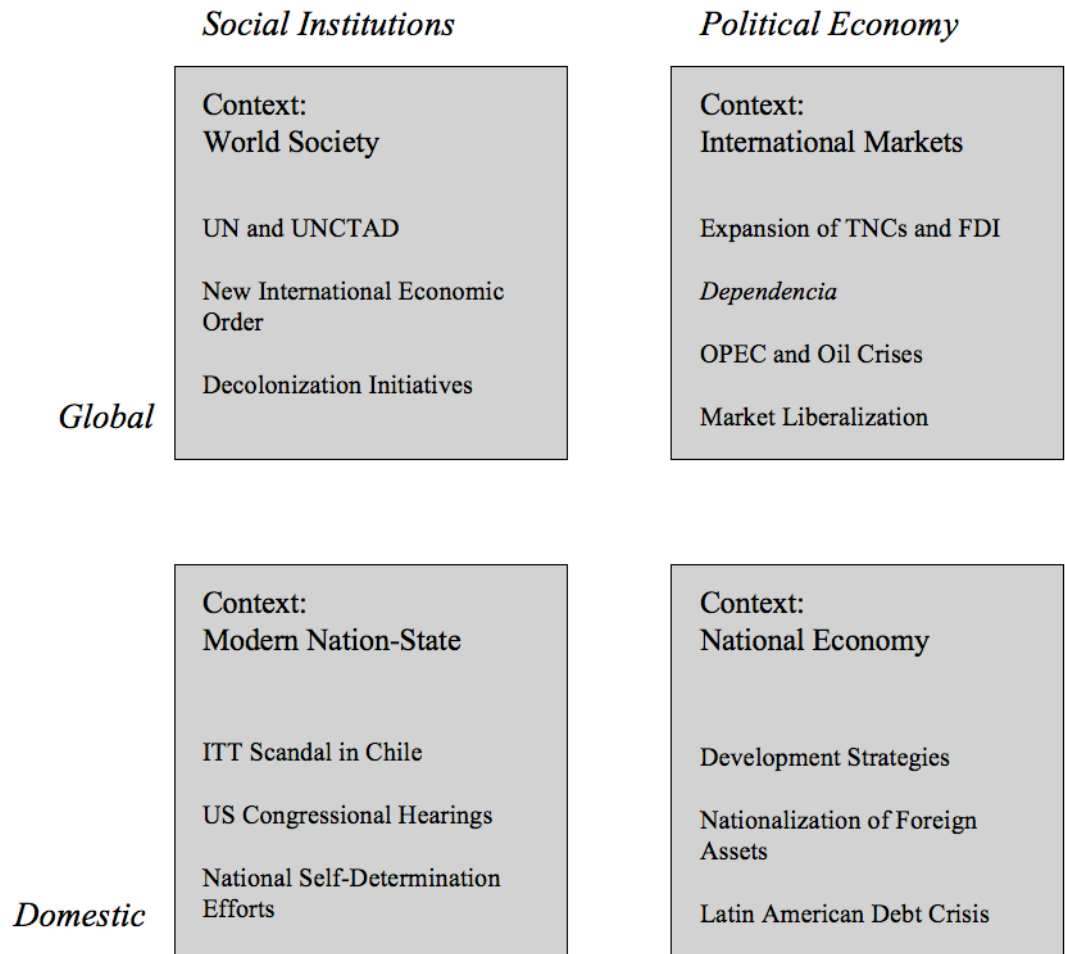 Social Institutions
Political Economy
Context:
World Society
UN and UNCTAD
New International Economic
Order
Decolonization Initiatives
Context:
International Markets
Expansion of TNCs and FDI
Dependencia
OPEC and Oil Crises
Market Liberalization
Global
Context:
Modern Nation-State
ITT Scandal in Chile
US Congressional Hearings
National Self-Determination
Efforts
Context:
National Economy
Development Strategies
Nationalization of Foreign
Assets
Latin American Debt Crisis
Domestic